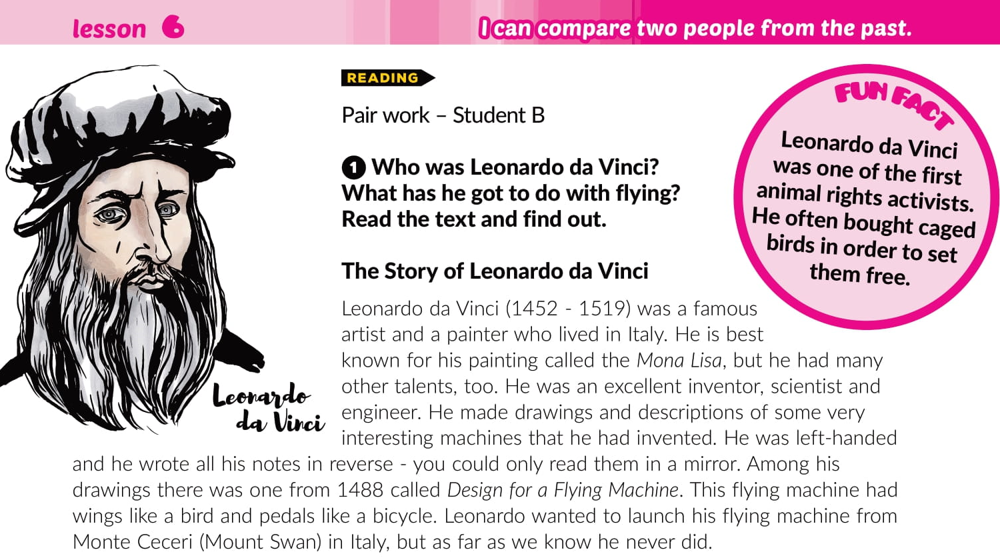 lesson 6
I can compare two people from the past.
READING
Pair work – Student B
1 Who was Leonardo da Vinci?
What has he got to do with flying?
Read the text and find out.
FUN FACT
Leonardo da Vinci
was one of the first
animal rights activists.
He often bought caged
birds in order to set
them free.
The Story of Leonardo da Vinci
Leonardo da Vinci (1452 - 1519) was a famous
artist and a painter who lived in Italy. He is best
known for his painting called the Mona Lisa, but he had many
other talents, too. He was an excellent inventor, scientist and
engineer. He made drawings and descriptions of some very
interesting machines that he had invented. He was left-handed
and he wrote all his notes in reverse - you could only read them in a mirror. Among his
drawings there was one from 1488 called Design for a Flying Machine. This flying machine had
wings like a bird and pedals like a bicycle. Leonardo wanted to launch his flying machine from
Monte Ceceri (Mount Swan) in Italy, but as far as we know he never did.
Leonardo
da Vinci